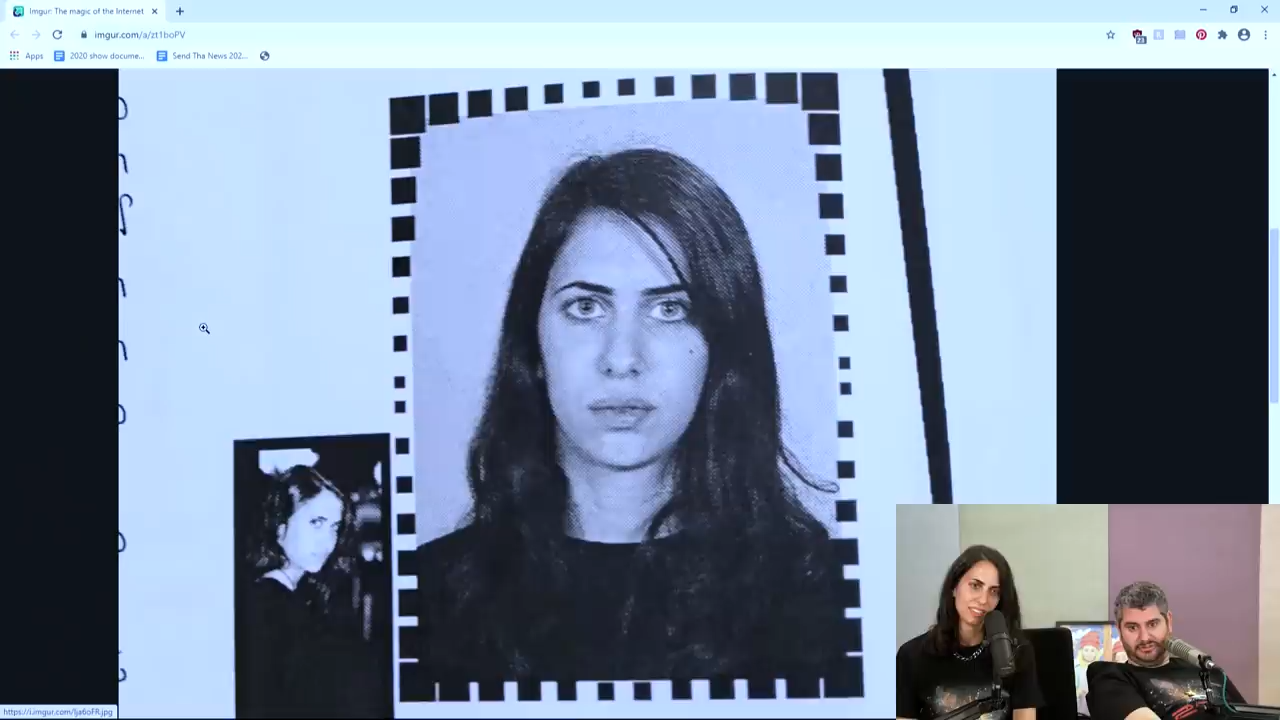 Imgur: The magic of the Internet
imgur.com/a/zt1boPV
Apps
2020 show docume...
Send Tha News 202...
23
https://i.imgur.com/lja6oFR.jpg